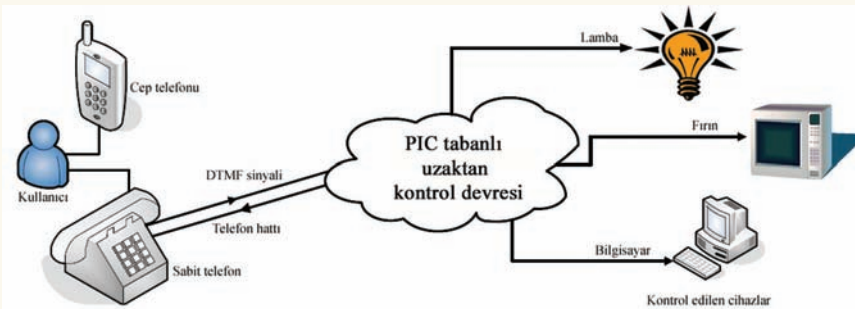 Cep telefonu
Kullanıcı
Sabit telefon
DTMF sinyali
Telefon hattı
PIC tabanlı
uzaktan
kontrol devresi
Lamba
Fırın
Bilgisayar
Kontrol edilen cihazlar